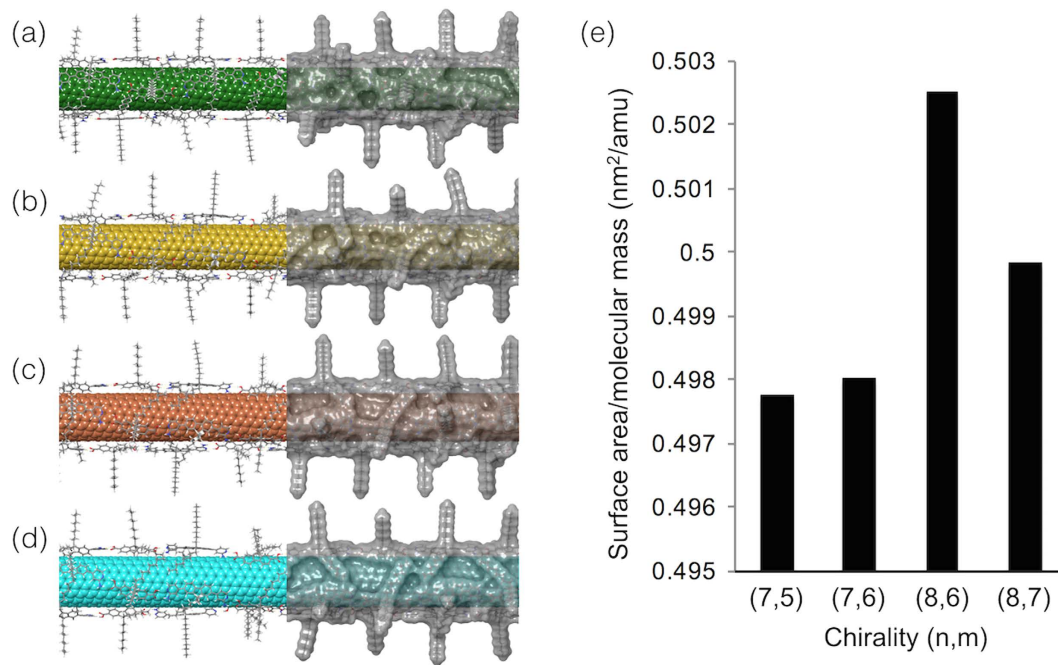 (a)
(b)
(c)
(d)
(e)
Surface area/molecular mass (nm²/amu)
0.503
0.502
0.501
0.5
0.499
0.498
0.497
0.496
0.495
(7,5) (7,6) (8,6) (8,7)
Chirality (n,m)